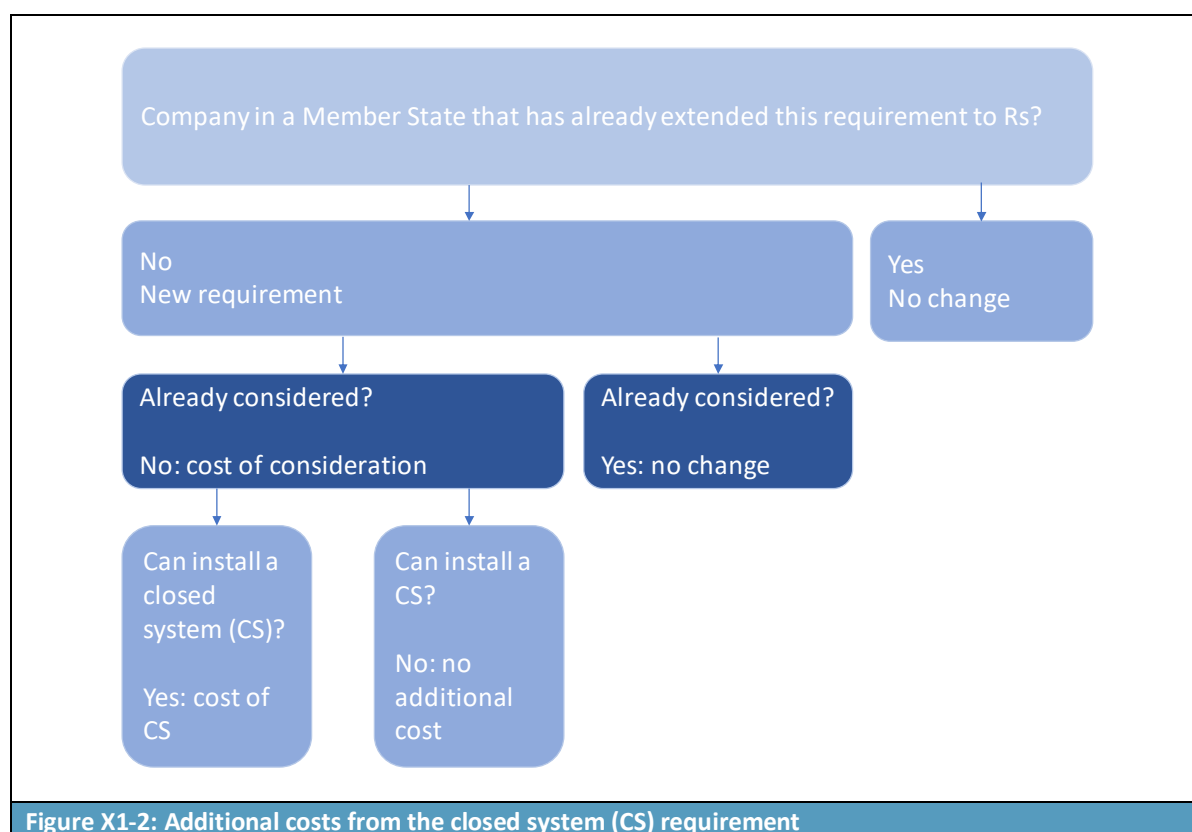 Company in a Member State that has already extended this requirement to Rs?
No
New requirement
Yes
No change
Already considered?
No: cost of consideration
Already considered?
Yes: no change
Can install a
closed
system (CS)?
Yes: cost of
CS
Can install a
CS?
No: no
additional
cost
Figure X1-2: Additional costs from the closed system (CS) requirement